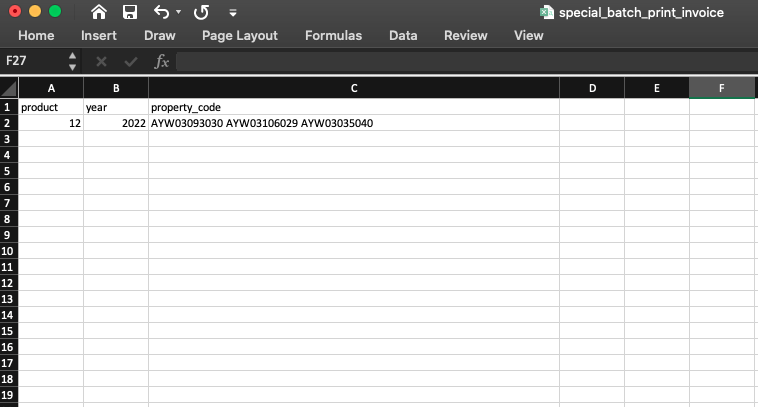 special_batch_print_invoice
Home Insert Draw Page Layout Formulas Data Review View
F27 fx
A B C D E F
1 product year property_code
2 12 2022 AYW03093030 AYW03106029 AYW03035040
3
4
5
6
7
8
9
10
11
12
13
14
15
16
17
18
19